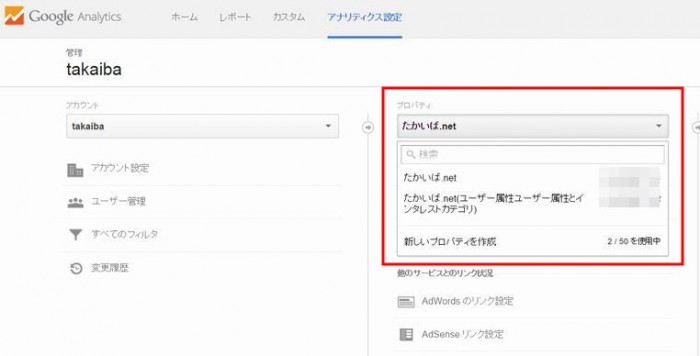 Google Analytics
ホーム
レポート
カスタム
アナリティクス設定
管理
takaiba
アカウント
takaiba
アカウント設定
ユーザー管理
すべてのフィルタ
変更履歴
プロパティ
たかいば.net
検索
たかいば.net
たかいば.net(ユーザー属性ユーザー属性とイ
ンタレストカテゴリ)
新しいプロパティを作成
2 / 50 を使用中
他のサービスとのリンク状況
AdWords のリンク設定
AdSense リンク設定